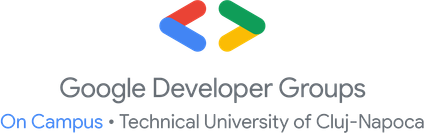 Google Developer Groups
On Campus • Technical University of Cluj-Napoca